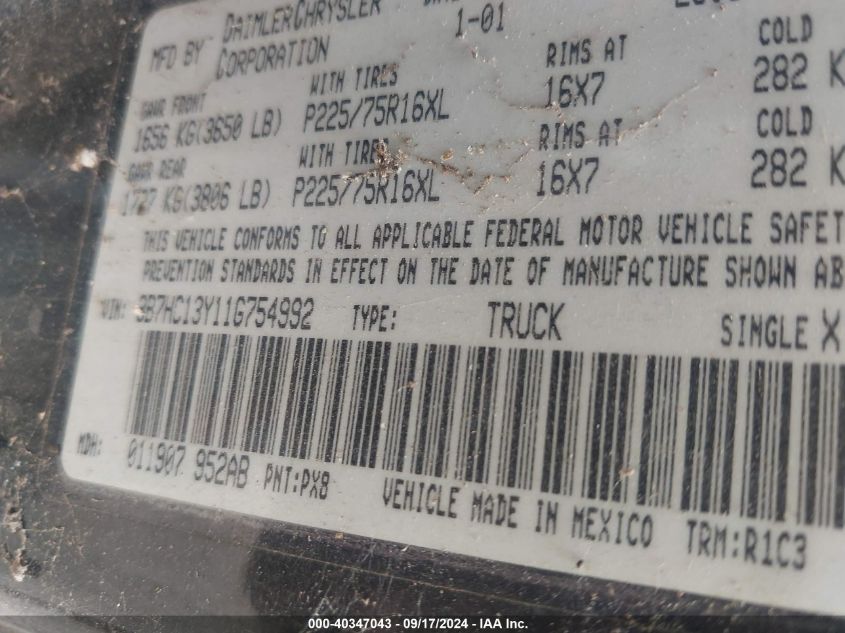 MFD BY DAIMLERCHRYSLER
CORPORATION
1-01
GAWR FRONT WITH TIRES RIMS AT COLD
1656 KG(3650 LB) P225/75R16XL 16X7 282 K
GAWR REAR WITH TIRES RIMS AT COLD
1727 KG(3806 LB) P225/75R16XL 16X7 282 K
THIS VEHICLE CONFORMS TO ALL APPLICABLE FEDERAL MOTOR VEHICLE SAFET
PREVENTION STANDARDS IN EFFECT ON THE DATE OF MANUFACTURE SHOWN AB
VIN: 3B7HC13Y11G754992 TYPE: TRUCK SINGLE X
MDH: 011907 952AB PNT:PX8 VEHICLE MADE IN MEXICO TRM:R1C3
000-40347043 - 09/17/2024 - © IAA Inc.